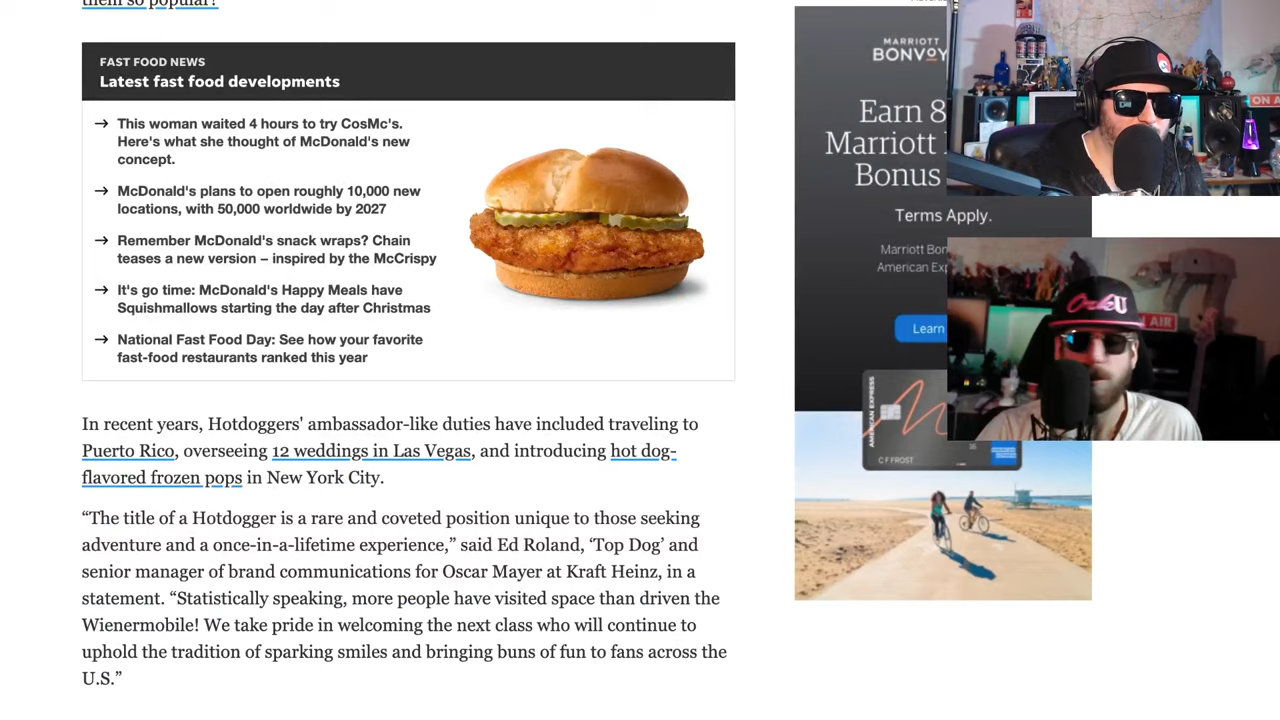 them so popular?
FAST FOOD NEWS
Latest fast food developments
→ This woman waited 4 hours to try CosMc's.
Here's what she thought of McDonald's new
concept.
→ McDonald's plans to open roughly 10,000 new
locations, with 50,000 worldwide by 2027
→ Remember McDonald's snack wraps? Chain
teases a new version – inspired by the McCrispy
→ It's go time: McDonald's Happy Meals have
Squishmallows starting the day after Christmas
→ National Fast Food Day: See how your favorite
fast-food restaurants ranked this year
In recent years, Hotdoggers' ambassador-like duties have included traveling to
Puerto Rico, overseeing 12 weddings in Las Vegas, and introducing hot dog-
flavored frozen pops in New York City.
“The title of a Hotdogger is a rare and coveted position unique to those seeking
adventure and a once-in-a-lifetime experience,” said Ed Roland, ‘Top Dog’ and
senior manager of brand communications for Oscar Mayer at Kraft Heinz, in a
statement. “Statistically speaking, more people have visited space than driven the
Wienermobile! We take pride in welcoming the next class who will continue to
uphold the tradition of sparking smiles and bringing buns of fun to fans across the
U.S.”
MARRIOTT
BONVOY
Earn 8
Marriott
Bonus
Terms Apply.
Marriott Bon
American Exp
Learn
AMERICAN EXPRESS
C F FROST
ON A
AIR